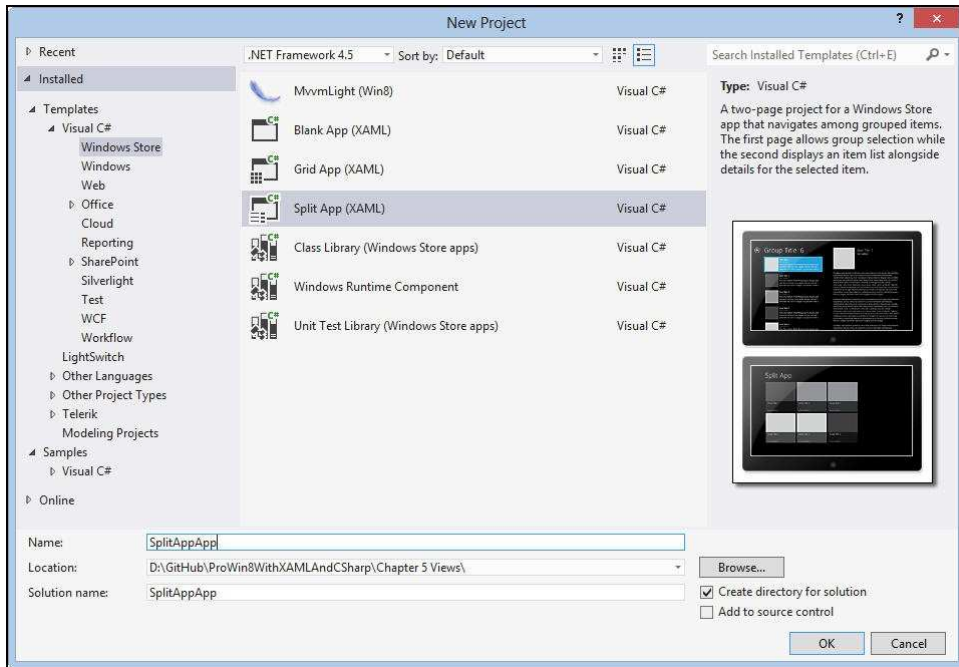 New Project
?
Recent
Installed
Templates
Visual C#
Windows Store
Windows
Web
Office
Cloud
Reporting
SharePoint
Silverlight
Test
WCF
Workflow
LightSwitch
Other Languages
Other Project Types
Telerik
Modeling Projects
Samples
Visual C#
Online
.NET Framework 4.5
Sort by: Default
MvvmLight (Win8) Visual C#
C# Blank App (XAML) Visual C#
C# Grid App (XAML) Visual C#
C# Split App (XAML) Visual C#
C# Class Library (Windows Store apps) Visual C#
C# Windows Runtime Component Visual C#
C# Unit Test Library (Windows Store apps) Visual C#
Search Installed Templates (Ctrl+E)
Type: Visual C#
A two-page project for a Windows Store
app that navigates among grouped items.
The first page allows group selection while
the second displays an item list alongside
details for the selected item.
Group Title: 6
Split App
Name: SplitAppApp
Location: D:\GitHub\ProWin8WithXAMLAndCSharp\Chapter 5 Views\
Browse...
Solution name: SplitAppApp
Create directory for solution
Add to source control
OK
Cancel